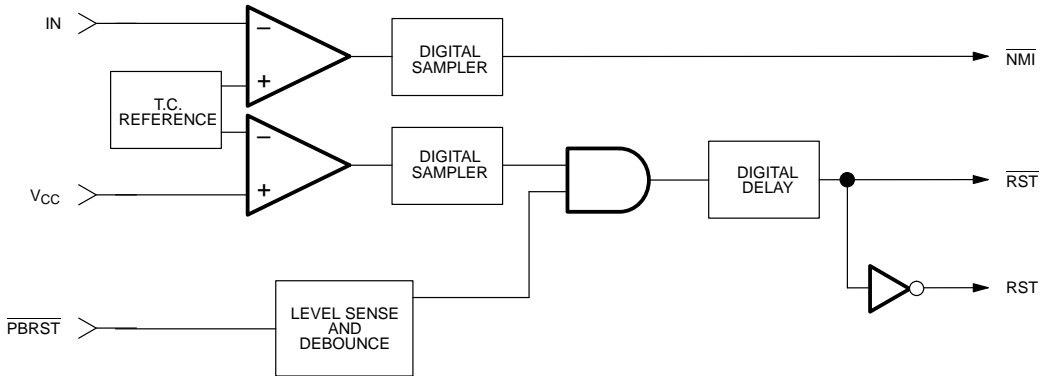 IN
−
+
DIGITAL
SAMPLER
NMI
T.C.
REFERENCE
−
+
DIGITAL
SAMPLER
DIGITAL
DELAY
RST
VCC
RST
LEVEL SENSE
AND
DEBOUNCE
PBRST